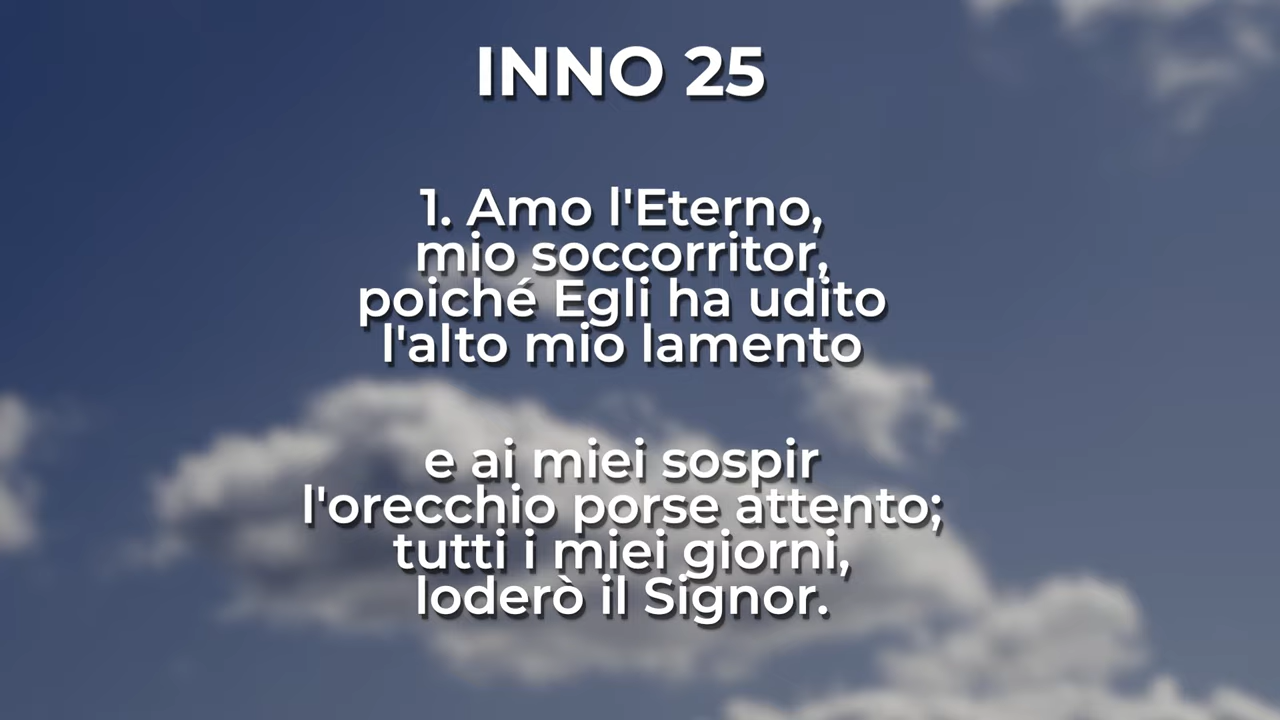 INNO 25
1. Amo l'Eterno,
mio soccorritor,
poiché Egli ha udito
l'alto mio lamento
e ai miei sospir
l'orecchio porse attento;
tutti i miei giorni,
loderò il Signor.